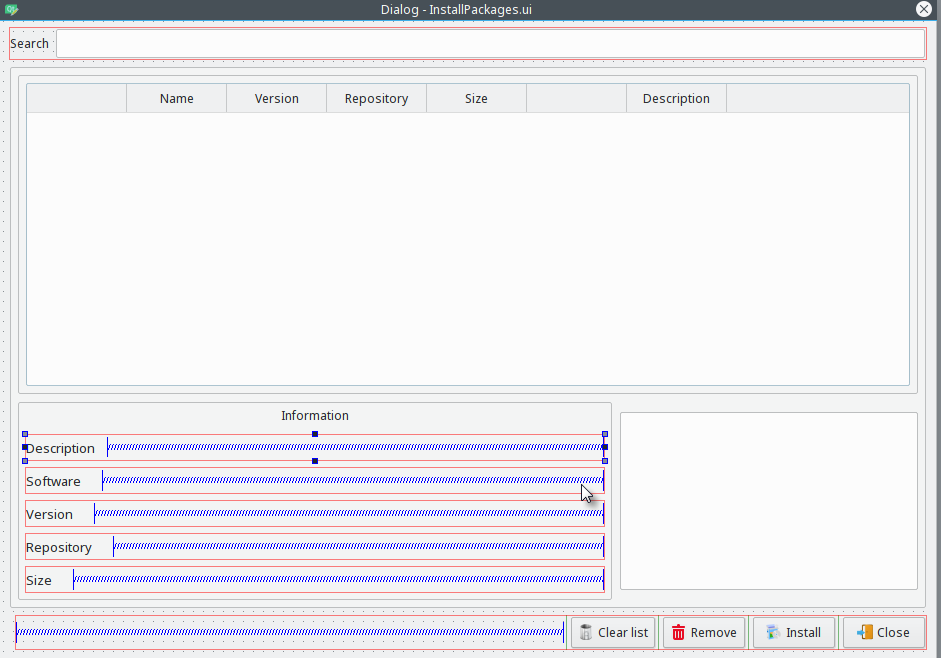 Dialog - InstallPackages.ui
Search
Name Version Repository Size Description
Information
Description
Software
Version
Repository
Size
Clear list Remove Install Close